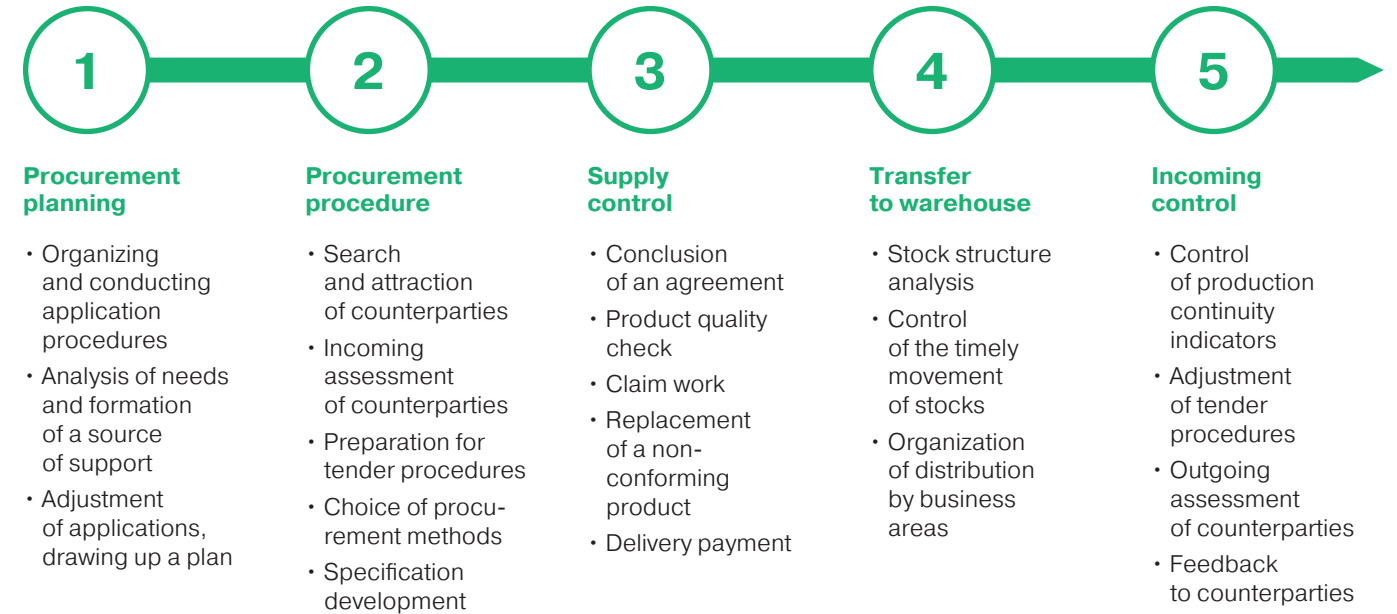 1
2
3
4
5
Procurement
planning
• Organizing
and conducting
application
procedures
• Analysis of needs
and formation
of a source
of support
• Adjustment
of applications,
drawing up a plan
Procurement
procedure
• Search
and attraction
of counterparties
• Incoming
assessment
of counterparties
• Preparation for
tender procedures
• Choice of procu-
rement methods
• Specification
development
Supply
control
• Conclusion
of an agreement
• Product quality
check
• Claim work
• Replacement
of a non-
conforming
product
• Delivery payment
Transfer
to warehouse
• Stock structure
analysis
• Control
of the timely
movement
of stocks
• Organization
of distribution
by business
areas
Incoming
control
• Control
of production
continuity
indicators
• Adjustment
of tender
procedures
• Outgoing
assessment
of counterparties
• Feedback
to counterparties